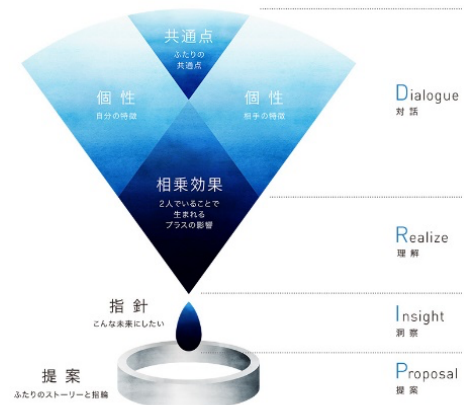 共通点
ふたりの
共通点
個性
自分の特徴
個性
相手の特徴
相乗効果
2人でいることで
生まれる
プラスの影響
指針
こんな未来にしたい
提案
ふたりのストーリーと指輪
Dialogue
対話
Realize
理解
Insight
洞察
Proposal
提案